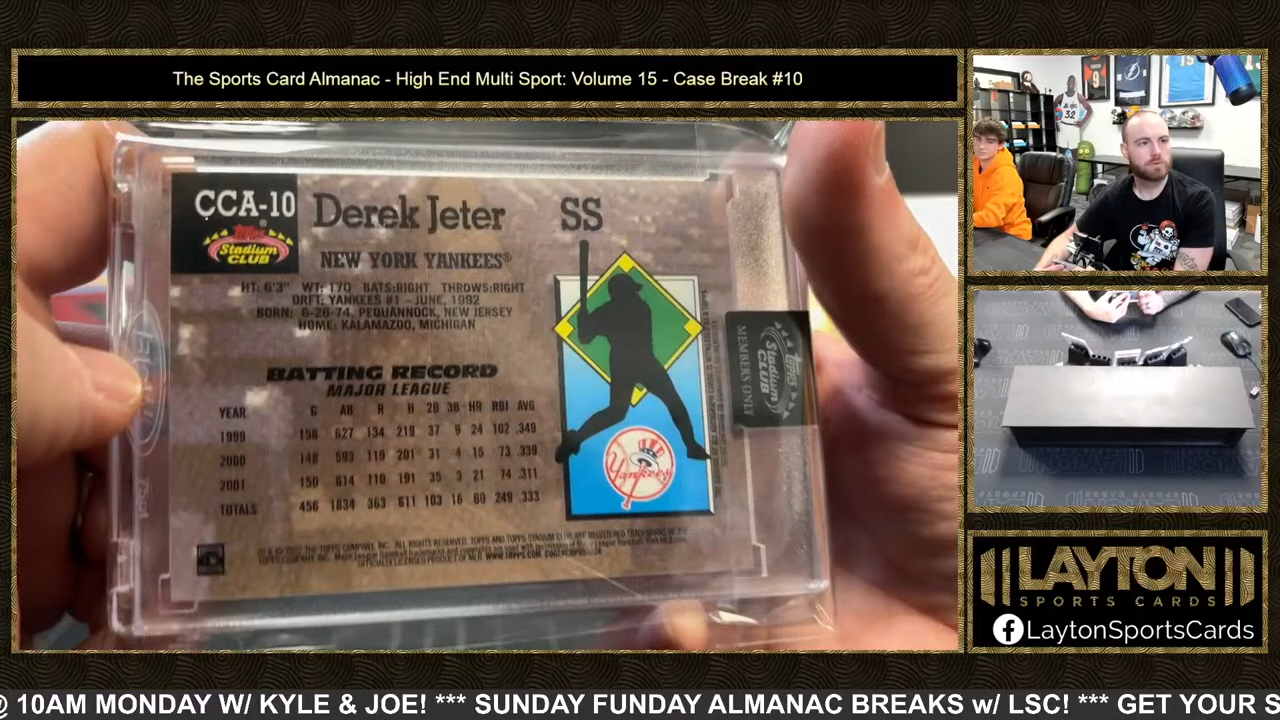 The Sports Card Almanac - High End Multi Sport: Volume 15 - Case Break #10
CCA-10 Derek Jeter SS
Topps
Stadium
CLUB
NEW YORK YANKEES®
HT: 6'3" WT: 170 BATS:RIGHT THROWS:RIGHT
DRFT: YANKEES #1 - JUNE, 1992
BORN: 6-26-74, PEQUANNOCK, NEW JERSEY
HOME: KALAMAZOO, MICHIGAN
BATTING RECORD
MAJOR LEAGUE
YEAR G AB R H 2B 3B HR RBI AVG
1999 158 627 134 219 37 9 24 102 .349
2000 148 593 119 201 31 4 15 73 .339
2001 150 614 110 191 35 3 21 74 .311
TOTALS 456 1834 363 611 103 16 60 249 .333
Yankees
Topps
Stadium
CLUB
MEMBERS ONLY
32
9
15
LAYTON
SPORTS CARDS
LaytonSportsCards
@ 10AM MONDAY W/ KYLE & JOE! *** SUNDAY FUNDAY ALMANAC BREAKS w/ LSC! *** GET YOUR S